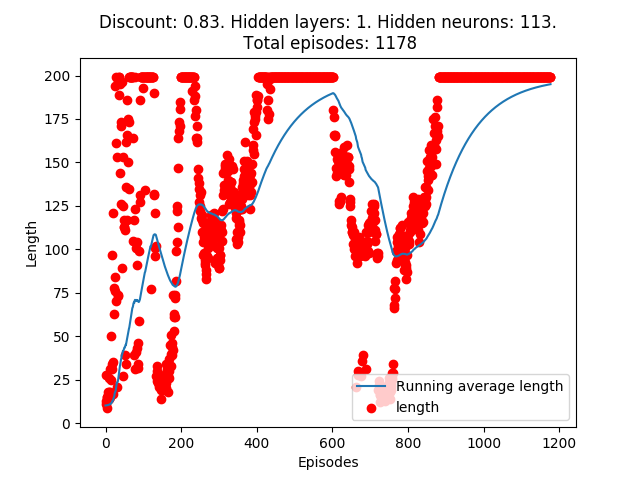 Discount: 0.83. Hidden layers: 1. Hidden neurons: 113.
Total episodes: 1178
200
175
150
125
100
75
50
25
0
Length
0
200
400
600
800
1000
1200
Episodes
Running average length
length